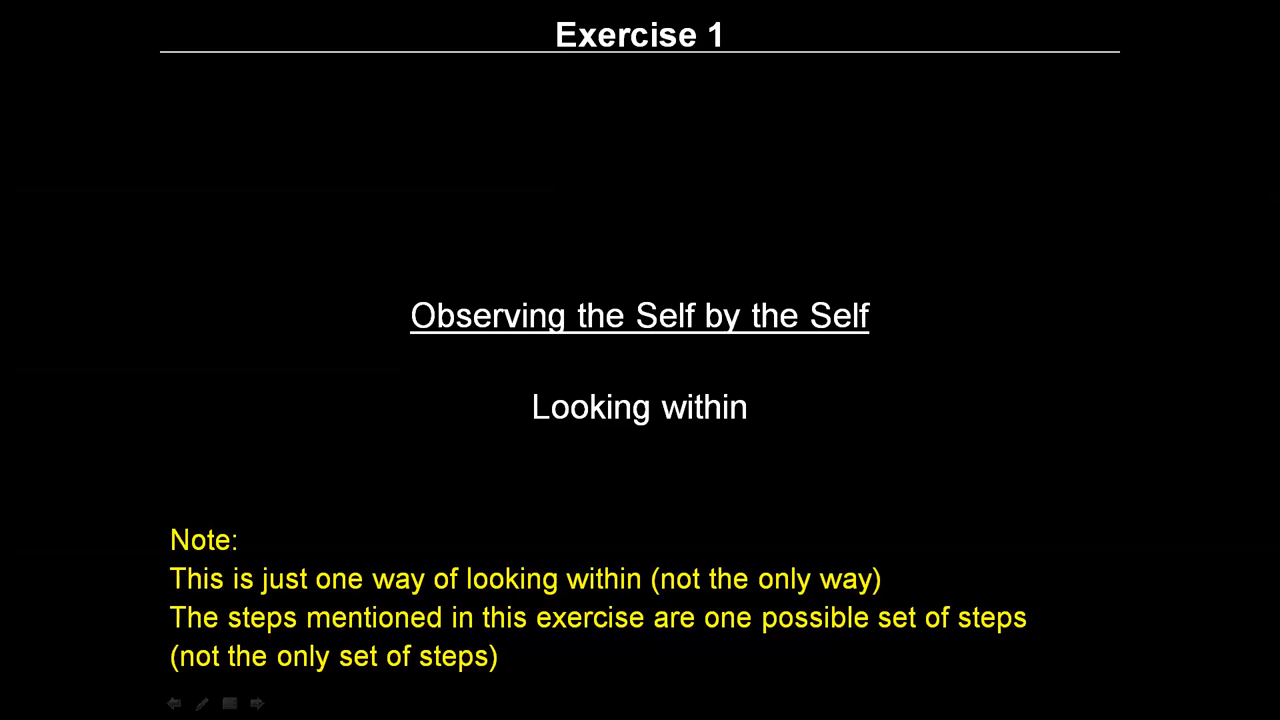 Exercise 1
Observing the Self by the Self
Looking within
Note:
This is just one way of looking within (not the only way)
The steps mentioned in this exercise are one possible set of steps
(not the only set of steps)